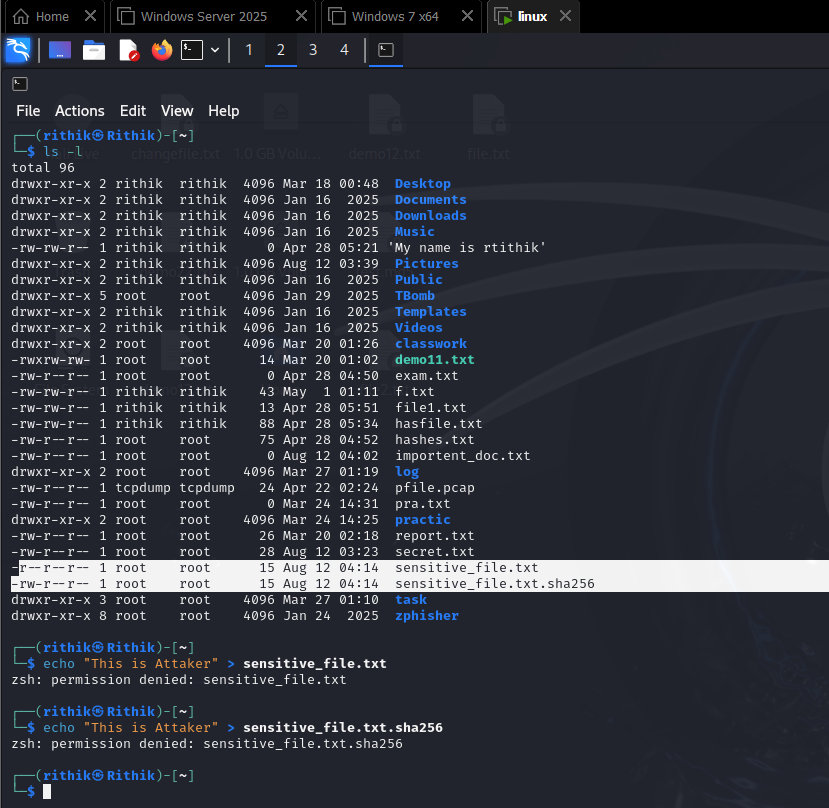 Home
Windows Server 2025
Windows 7 x64
linux
1 2 3 4
File Actions Edit View Help
changefile.txt 1.0 GB Volu... demo12.txt file.txt
┌──(rithik㉿Rithik)-[~]
└─$ ls -l
total 96
drwxr-xr-x 2 rithik rithik 4096 Mar 18 00:48 Desktop
drwxr-xr-x 2 rithik rithik 4096 Jan 16 2025 Documents
drwxr-xr-x 2 rithik rithik 4096 Jan 16 2025 Downloads
drwxr-xr-x 2 rithik rithik 4096 Jan 16 2025 Music
-rw-rw-r-- 1 rithik rithik 0 Apr 28 05:21 'My name is rtithik'
drwxr-xr-x 2 rithik rithik 4096 Aug 12 03:39 Pictures
drwxr-xr-x 2 rithik rithik 4096 Jan 16 2025 Public
drwxr-xr-x 5 root root 4096 Jan 29 2025 TBomb
drwxr-xr-x 2 rithik rithik 4096 Jan 16 2025 Templates
drwxr-xr-x 2 rithik rithik 4096 Jan 16 2025 Videos
drwxr-xr-x 2 root root 4096 Mar 20 01:26 classwork
-rwxrw-rw- 1 root root 14 Mar 20 01:02 demo11.txt
-rw-r--r-- 1 root root 0 Apr 28 04:50 exam.txt
-rw-rw-r-- 1 rithik rithik 43 May 1 01:11 f.txt
-rw-rw-r-- 1 rithik rithik 13 Apr 28 05:51 file1.txt
-rw-rw-r-- 1 rithik rithik 88 Apr 28 05:34 hasfile.txt
-rw-r--r-- 1 root root 75 Apr 28 04:52 hashes.txt
-rw-r--r-- 1 root root 0 Aug 12 04:02 importent_doc.txt
drwxr-xr-x 2 root root 4096 Mar 27 01:19 log
-rw-r--r-- 1 tcpdump tcpdump 24 Apr 22 02:24 pfile.pcap
-rw-r--r-- 1 root root 0 Mar 24 14:31 pra.txt
drwxr-xr-x 2 root root 4096 Mar 24 14:25 practic
-rw-r--r-- 1 root root 26 Mar 20 02:18 report.txt
-rw-r--r-- 1 root root 28 Aug 12 03:23 secret.txt
-r--r--r-- 1 root root 15 Aug 12 04:14 sensitive_file.txt
-rw-r--r-- 1 root root 15 Aug 12 04:14 sensitive_file.txt.sha256
drwxr-xr-x 3 root root 4096 Mar 27 01:10 task
drwxr-xr-x 8 root root 4096 Jan 24 2025 zphisher
┌──(rithik㉿Rithik)-[~]
└─$ echo "This is Attaker" > sensitive_file.txt
zsh: permission denied: sensitive_file.txt
┌──(rithik㉿Rithik)-[~]
└─$ echo "This is Attaker" > sensitive_file.txt.sha256
zsh: permission denied: sensitive_file.txt.sha256
┌──(rithik㉿Rithik)-[~]
└─$